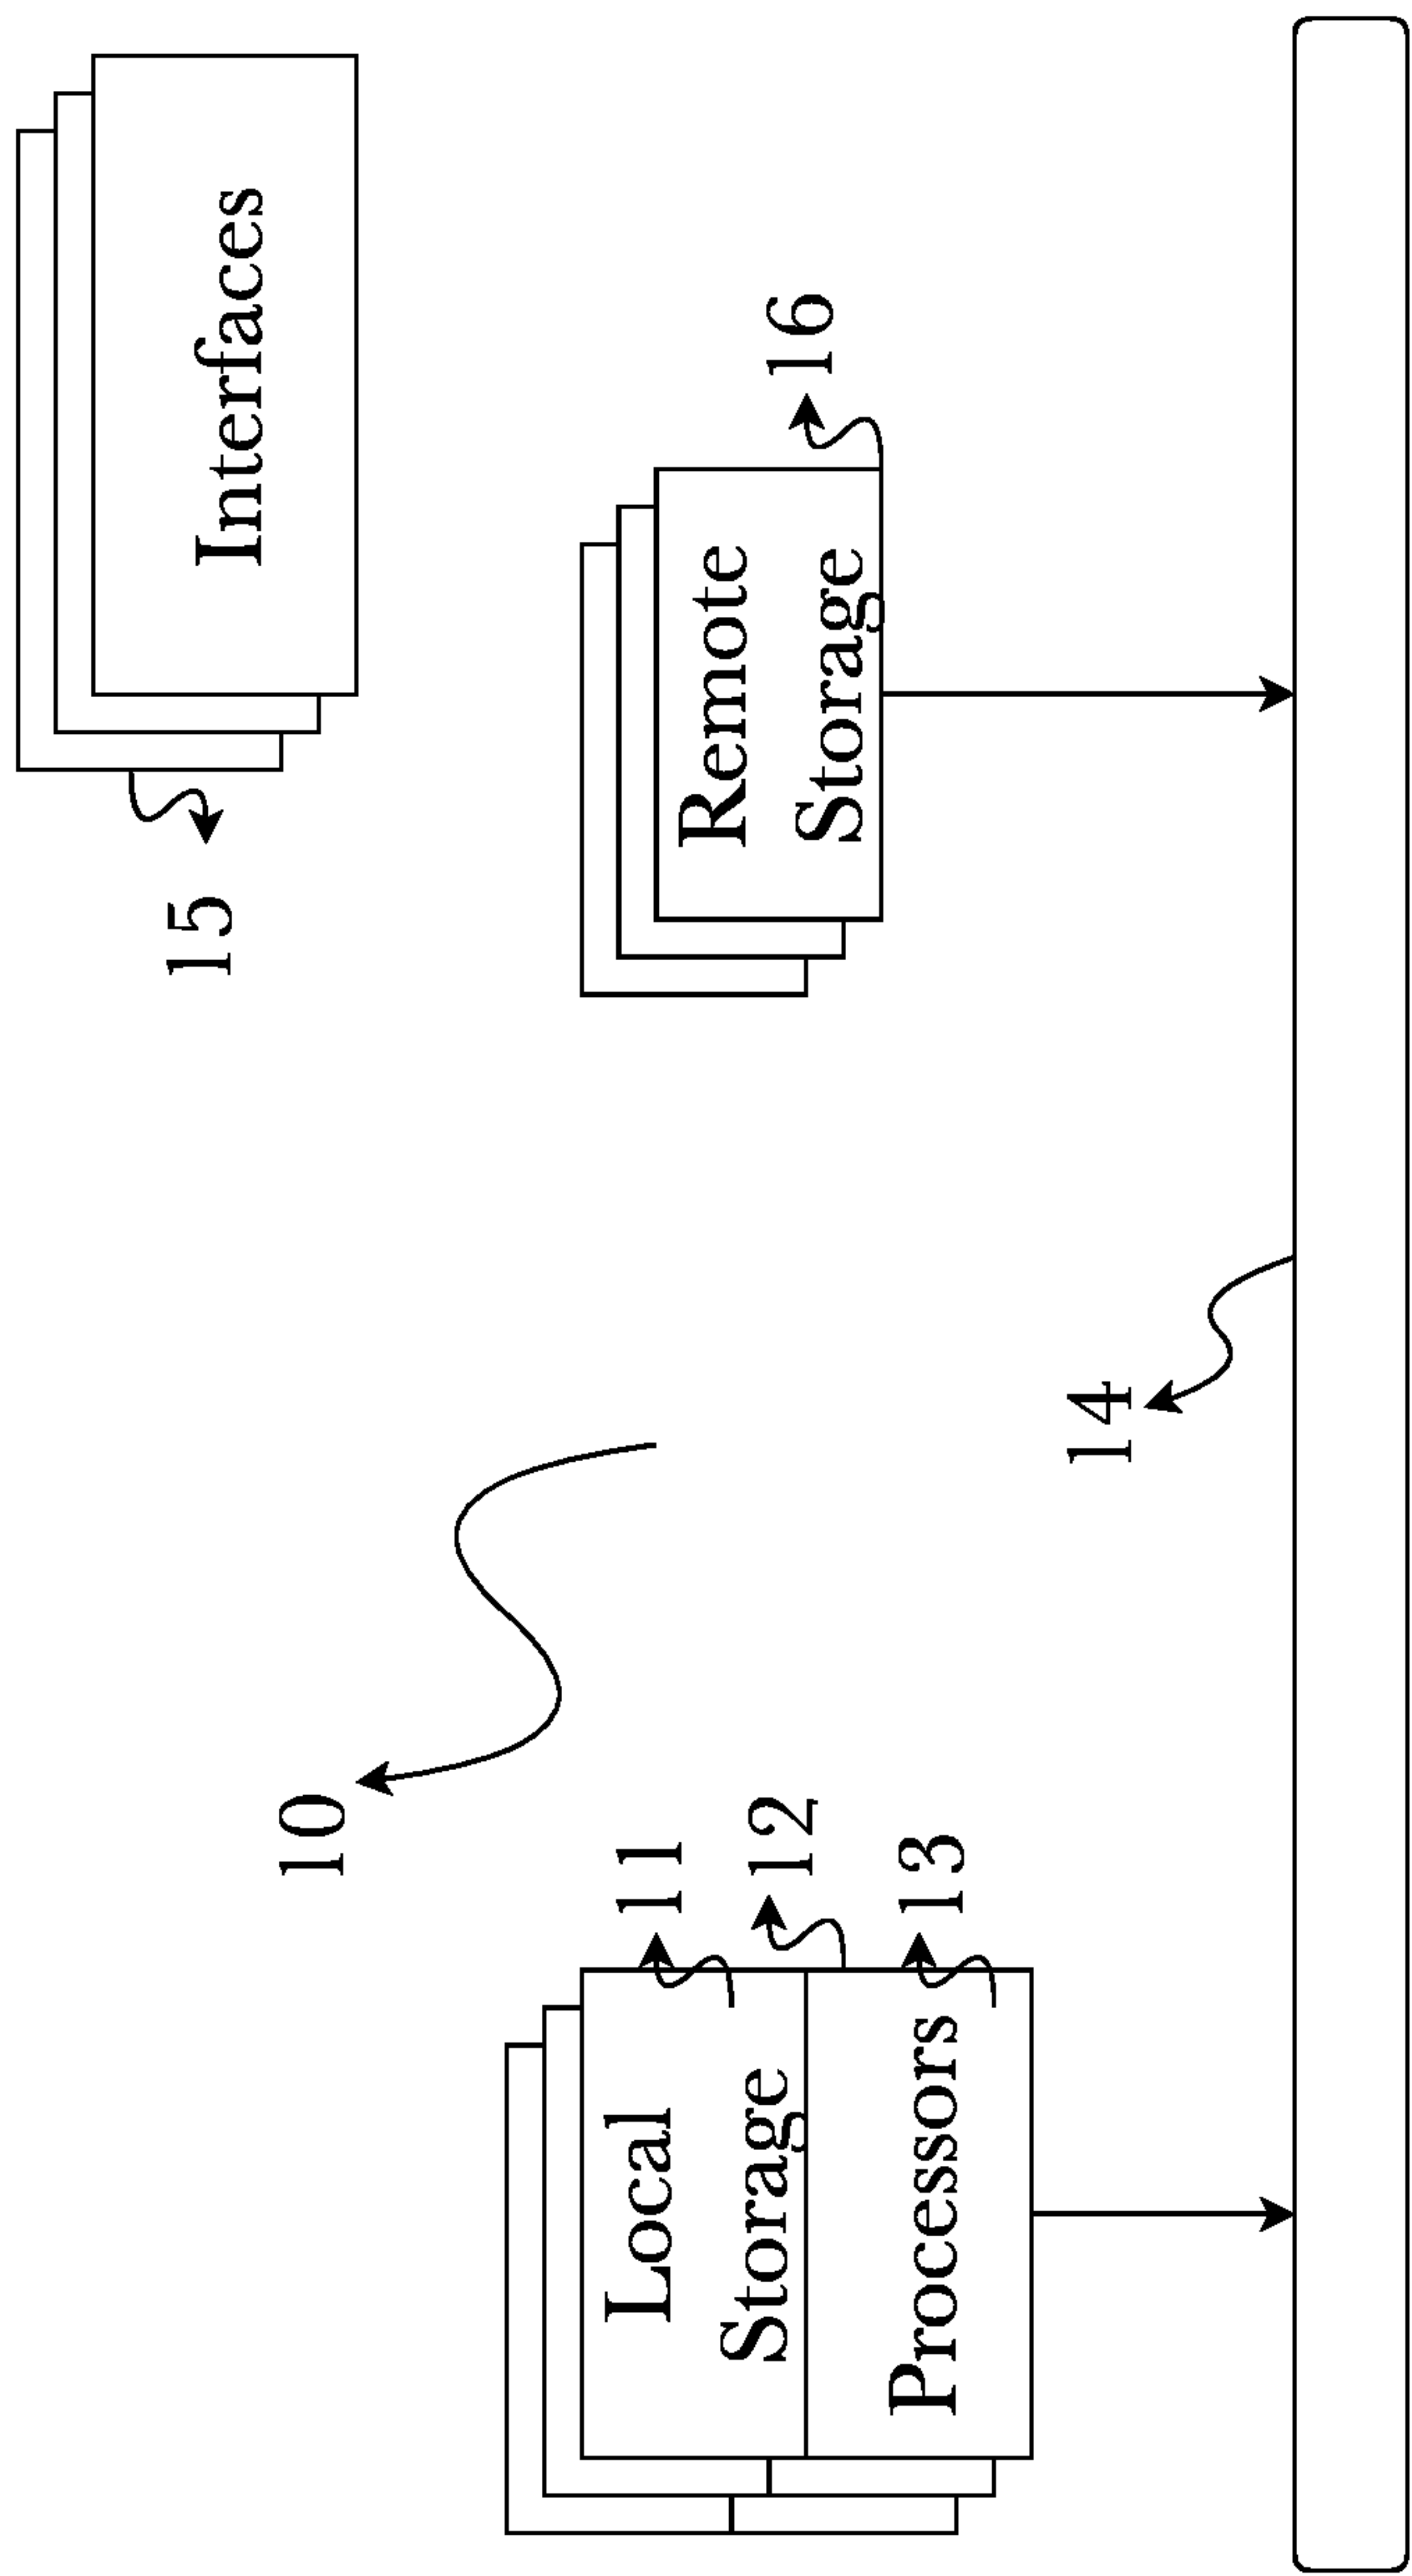 10
15
Interfaces
11
Local
Storage
12
13
Processors
16
Remote
Storage
14